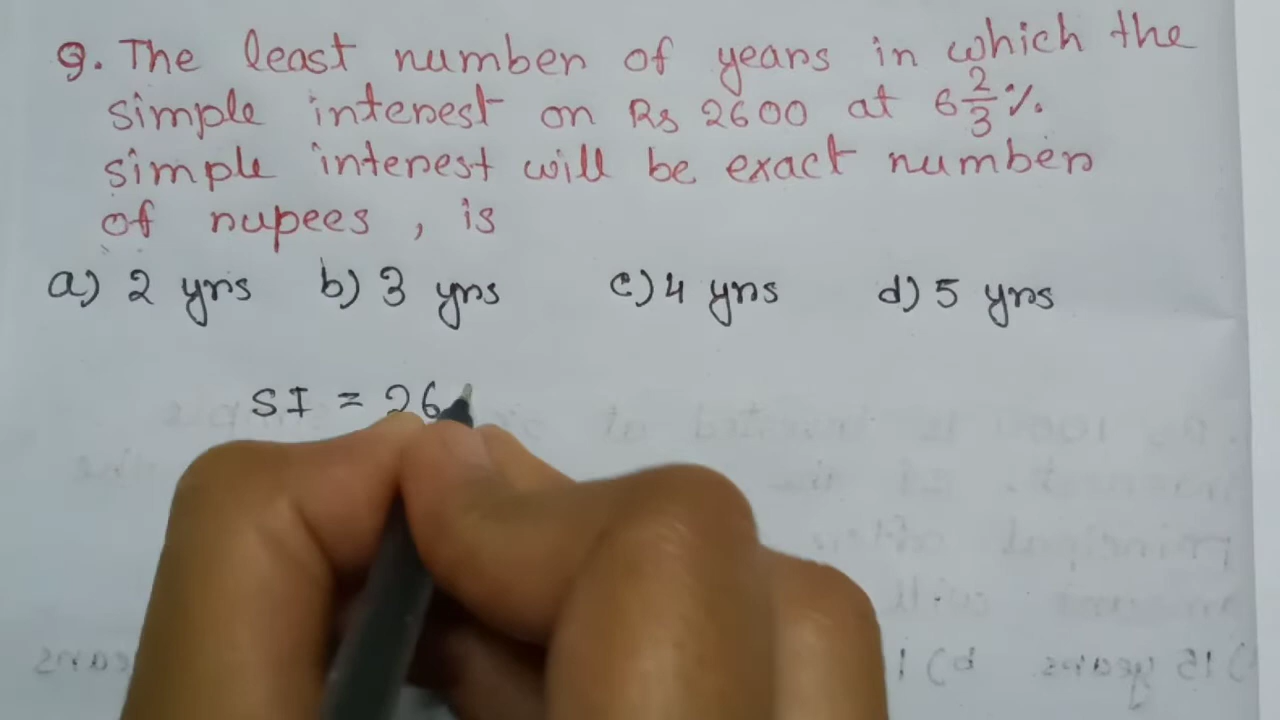 Q. The least number of years in which the
simple interest on Rs 2600 at 6 2/3 %
simple interest will be exact number
of rupees, is
a) 2 yrs b) 3 yrs c) 4 yrs d) 5 yrs
SI = 26